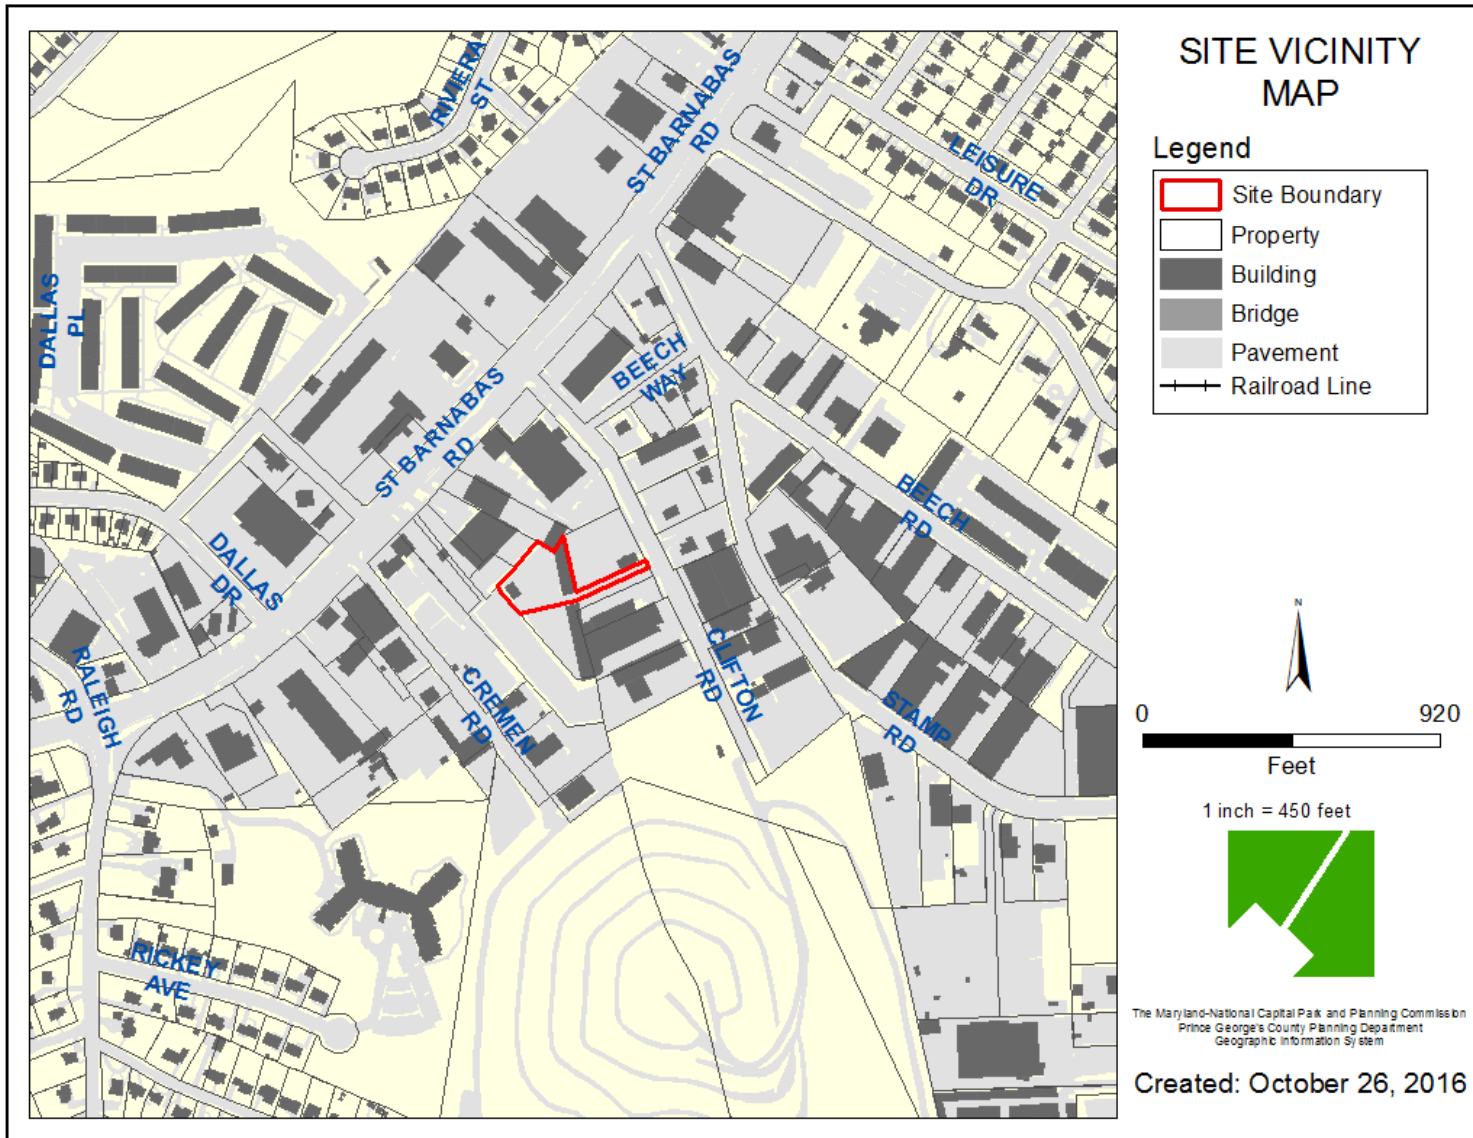 SITE VICINITY
MAP
Legend
Site Boundary
Property
Building
Bridge
Pavement
Railroad Line
N
0 920
Feet
1 inch = 450 feet
The Maryland-National Capital Park and Planning Commission
Prince George's County Planning Department
Geographic Information System
Created: October 26, 2016
RIVIERA
ST
ST BARNABAS
RD
LEISURE
DR
DALLAS
PL
BEECH
WAY
ST BARNABAS
RD
BEECH
RD
DALLAS
DR
RALEIGH
RD
CREMEN
RD
CLIFTON
RD
STAMP
RD
RICKEY
AVE